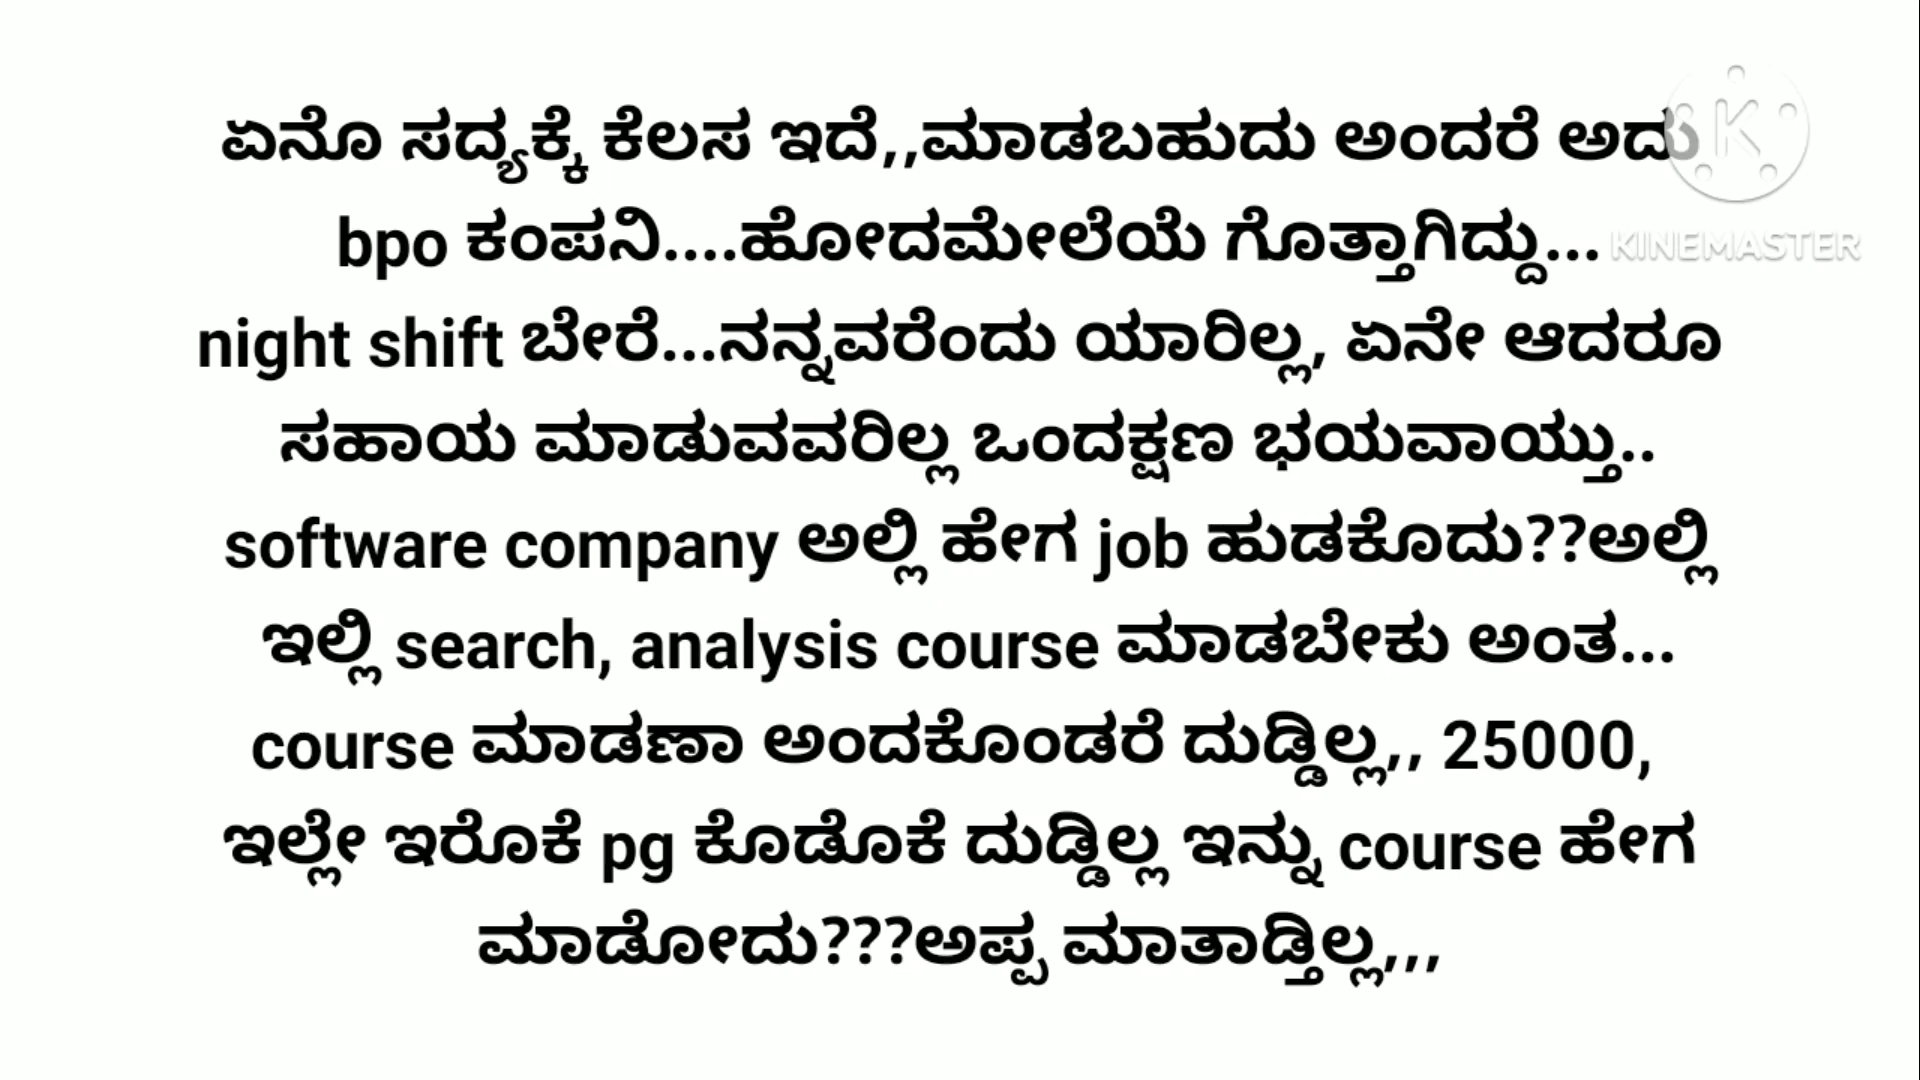 ಏನೊ ಸದ್ಯಕ್ಕೆ ಕೆಲಸ ಇದೆ,,ಮಾಡಬಹುದು ಅಂದರೆ ಅದು
bpo ಕಂಪನಿ....ಹೋದಮೇಲೆಯೆ ಗೊತ್ತಾಗಿದ್ದು...
KINEMASTER
night shift ಬೇರೆ...ನನ್ನವರೆಂದು ಯಾರಿಲ್ಲ, ಏನೇ ಆದರೂ
ಸಹಾಯ ಮಾಡುವವರಿಲ್ಲ ಒಂದಕ್ಷಣ ಭಯವಾಯ್ತು..
software company ಅಲ್ಲಿ ಹೇಗ job ಹುಡಕೊದು??ಅಲ್ಲಿ
ಇಲ್ಲಿ search, analysis course ಮಾಡಬೇಕು ಅಂತ...
course ಮಾಡಣಾ ಅಂದಕೊಂಡರೆ ದುಡ್ಡಿಲ್ಲ,, 25000,
ಇಲ್ಲೇ ಇರೊಕೆ pg ಕೊಡೊಕೆ ದುಡ್ಡಿಲ್ಲ ಇನ್ನು course ಹೇಗ
ಮಾಡೋದು???ಅಪ್ಪ ಮಾತಾಡ್ತಿಲ್ಲ,,,